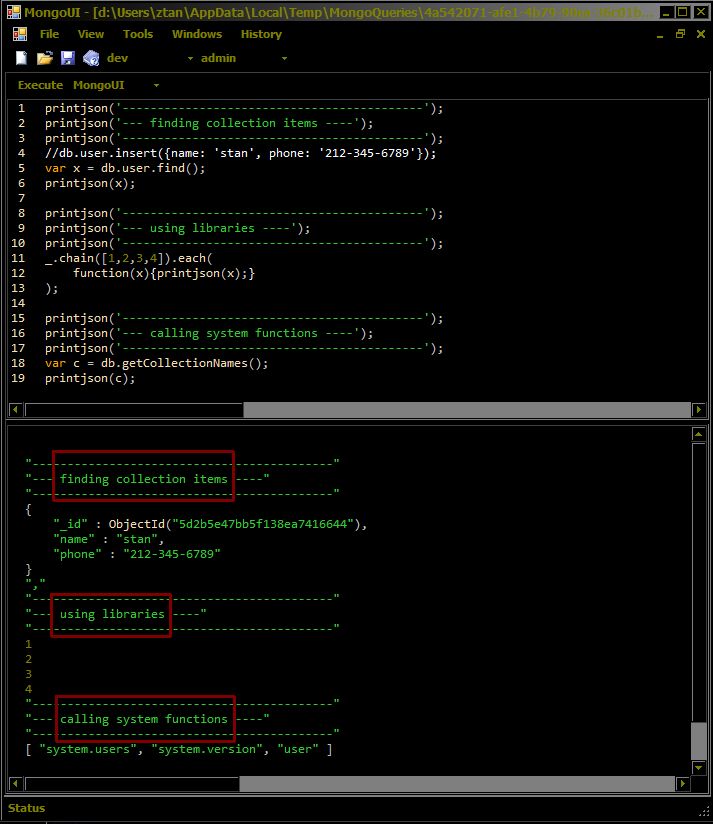 MongoUI - [d:\Users\ztan\AppData\Local\Temp\MongoQueries\4a542071-afe1-4b79-
File View Tools Windows History
dev admin
Execute MongoUI
1 printjson('-------------------------------------------');
2 printjson('--- finding collection items ----');
3 printjson('-------------------------------------------');
4 //db.user.insert({name: 'stan', phone: '212-345-6789'});
5 var x = db.user.find();
6 printjson(x);
7
8 printjson('-------------------------------------------');
9 printjson('--- using libraries ----');
10 printjson('-------------------------------------------');
11 _.chain([1,2,3,4]).each(
12 function(x){printjson(x);}
13 );
14
15 printjson('-------------------------------------------');
16 printjson('--- calling system functions ----');
17 printjson('-------------------------------------------');
18 var c = db.getCollectionNames();
19 printjson(c);
"-------------------------------------------"
"--- finding collection items ----"
"-------------------------------------------"
{
"_id" : ObjectId("5d2b5e47bb5f138ea7416644"),
"name" : "stan",
"phone" : "212-345-6789"
}
","
"-------------------------------------------"
"--- using libraries ----"
"-------------------------------------------"
1
2
3
4
"-------------------------------------------"
"--- calling system functions ----"
"-------------------------------------------"
[ "system.users", "system.version", "user" ]
Status